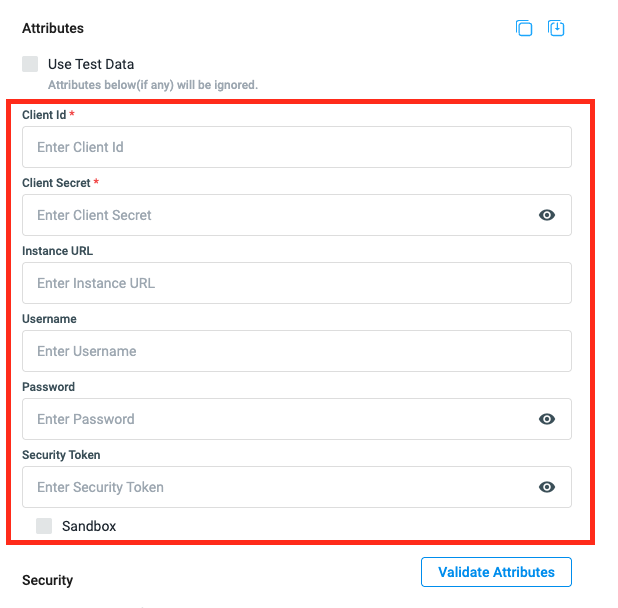 Attributes
Use Test Data
Attributes below(if any) will be ignored.
Client Id *
Enter Client Id
Client Secret *
Enter Client Secret
Instance URL
Enter Instance URL
Username
Enter Username
Password
Enter Password
Security Token
Enter Security Token
Sandbox
Validate Attributes
Security